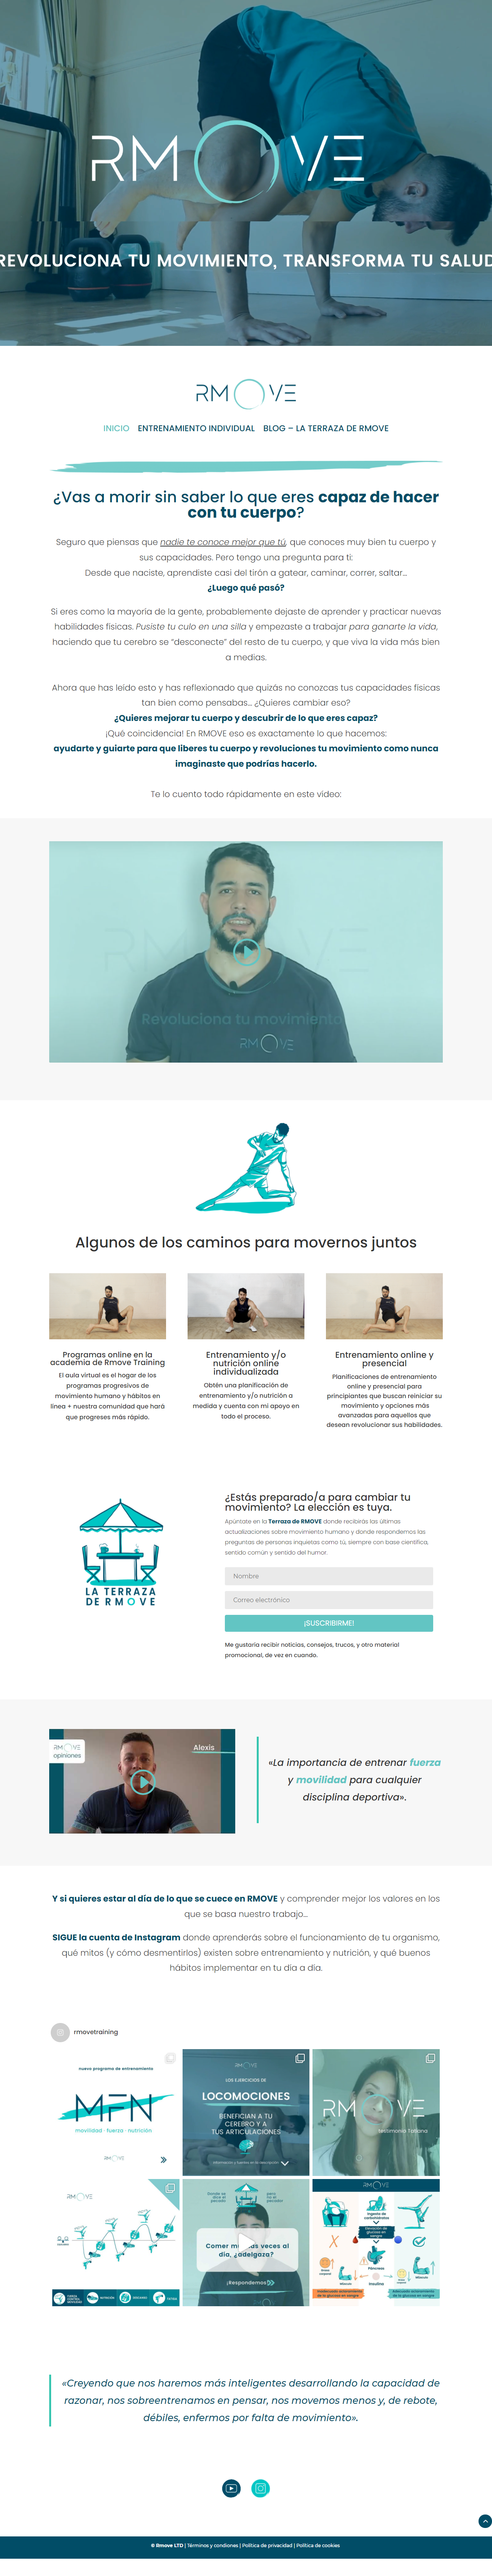 RMOVE
REVOLUCIONA TU MOVIMIENTO, TRANSFORMA TU SALUD
RMOVE
INICIO ENTRENAMIENTO INDIVIDUAL BLOG – LA TERRAZA DE RMOVE
¿Vas a morir sin saber lo que eres capaz de hacer
con tu cuerpo?
Seguro que piensas que nadie te conoce mejor que tú, que conoces muy bien tu cuerpo y
sus capacidades. Pero tengo una pregunta para ti:
Desde que naciste, aprendiste casi del tirón a gatear, caminar, correr, saltar...
¿Luego qué pasó?
Si eres como la mayoría de la gente, probablemente dejaste de aprender y practicar nuevas
habilidades físicas. Pusiste tu culo en una silla y empezaste a trabajar para ganarte la vida,
haciendo que tu cerebro se “desconecte” del resto de tu cuerpo, y que viva la vida más bien
a medias.
Ahora que has leído esto y has reflexionado que quizás no conozcas tus capacidades físicas
tan bien como pensabas... ¿Quieres cambiar eso?
¿Quieres mejorar tu cuerpo y descubrir de lo que eres capaz?
¡Qué coincidencia! En RMOVE eso es exactamente lo que hacemos:
ayudarte y guiarte para que liberes tu cuerpo y revoluciones tu movimiento como nunca
imaginaste que podrías hacerlo.
Te lo cuento todo rápidamente en este vídeo:
RMOVE
Revoluciona tu movimiento
RMOVE
Algunos de los caminos para movernos juntos
Programas online en la
academia de Rmove Training
El aula virtual es el hogar de los
programas progresivos de
movimiento humano y hábitos en
línea + nuestra comunidad que hará
que progreses más rápido.
Entrenamiento y/o
nutrición online
individualizada
Obtén una planificación de
entrenamiento y/o nutrición a
medida y cuenta con mi apoyo en
todo el proceso.
Entrenamiento online y
presencial
Planificaciones de entrenamiento
online y presencial para
principiantes que buscan reiniciar su
movimiento y opciones más
avanzadas para aquellos que
desean revolucionar sus habilidades.
LA TERRAZA
DE RMOVE
¿Estás preparado/a para cambiar tu
movimiento? La elección es tuya.
Apúntate en la Terraza de RMOVE donde recibirás las últimas
actualizaciones sobre movimiento humano y donde respondemos las
preguntas de personas inquietas como tú, siempre con base científica,
sentido común y sentido del humor.
Nombre
Correo electrónico
¡SUSCRIBIRME!
Me gustaría recibir noticias, consejos, trucos, y otro material
promocional, de vez en cuando.
RMOVE
opiniones
Alexis
«La importancia de entrenar fuerza
y movilidad para cualquier
disciplina deportiva».
Y si quieres estar al día de lo que se cuece en RMOVE y comprender mejor los valores en los
que se basa nuestro trabajo...
SIGUE la cuenta de Instagram donde aprenderás sobre el funcionamiento de tu organismo,
qué mitos (y cómo desmentirlos) existen sobre entrenamiento y nutrición, y qué buenos
hábitos implementar en tu día a día.
rmovetraining
nuevo programa de entrenamiento
MFN
movilidad · fuerza · nutrición
RMOVE
RMOVE
LOS EJERCICIOS DE
LOCOMOCIONES
BENEFICIAN A TU
CEREBRO Y A
TUS ARTICULACIONES
RMOVE
testimonio Tatiana
RMOVE
Comer más veces al
día, ¿adelgaza?
¡Respondemos
RMOVE
«Creyendo que nos haremos más inteligentes desarrollando la capacidad de
razonar, nos sobreentrenamos en pensar, nos movemos menos y, de rebote,
débiles, enfermos por falta de movimiento».
© Rmove LTD | Términos y condiones | Política de privacidad | Política de cookies